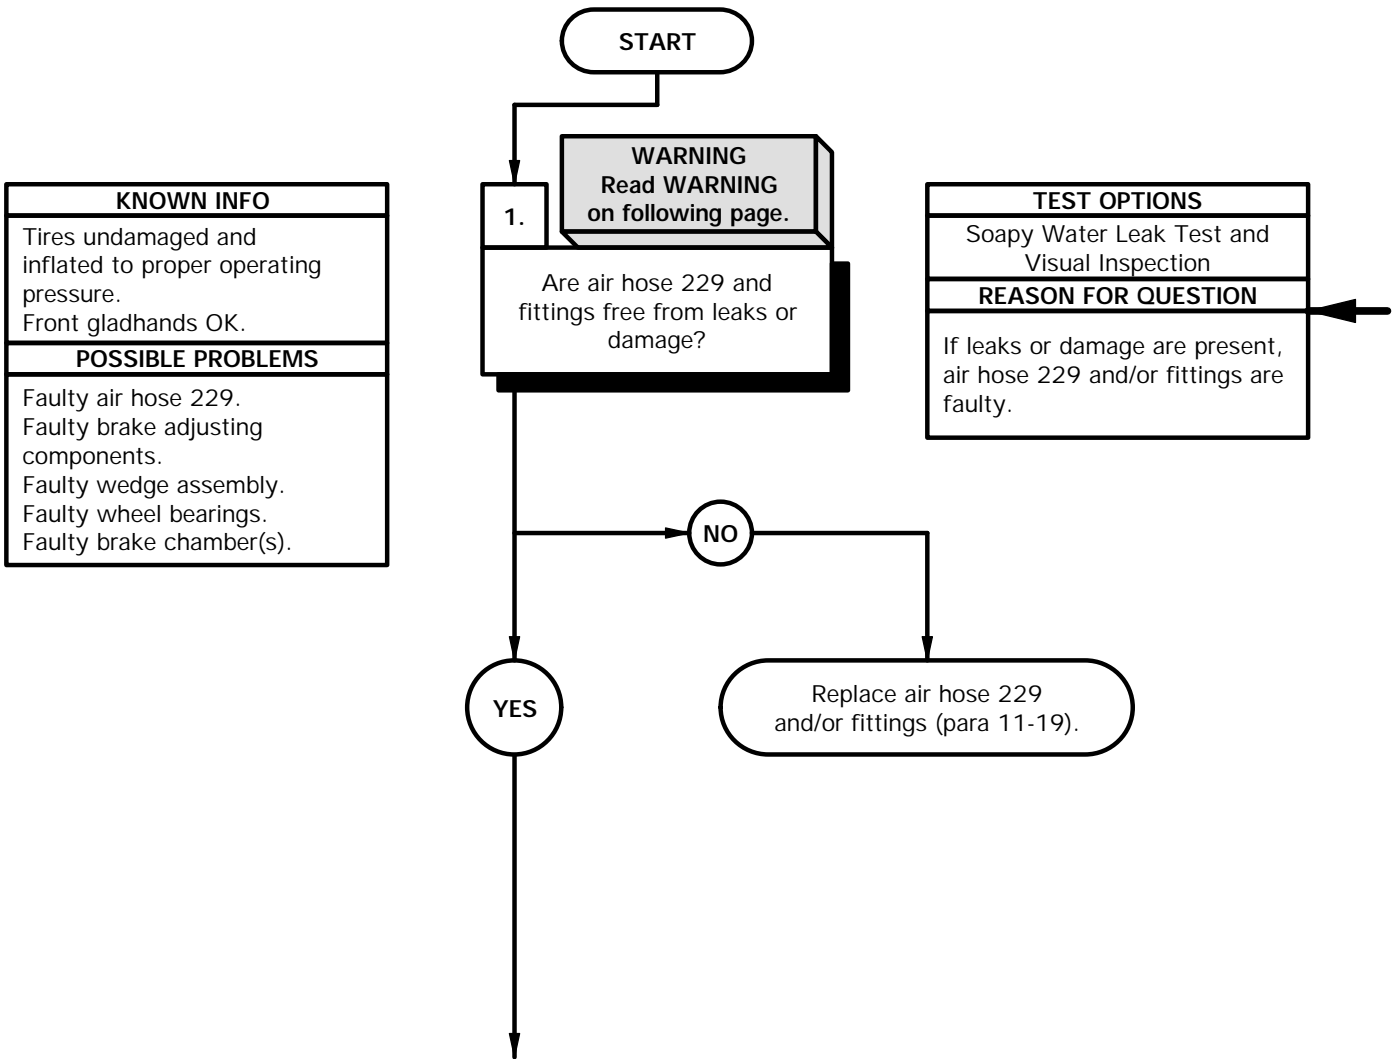 START
KNOWN INFO
Tires undamaged and
inflated to proper operating
pressure.
Front gladhands OK.
POSSIBLE PROBLEMS
Faulty air hose 229.
Faulty brake adjusting
components.
Faulty wedge assembly.
Faulty wheel bearings.
Faulty brake chamber(s).
WARNING
Read WARNING
on following page.
1.
Are air hose 229 and
fittings free from leaks or
damage?
TEST OPTIONS
Soapy Water Leak Test and
Visual Inspection
REASON FOR QUESTION
If leaks or damage are present,
air hose 229 and/or fittings are
faulty.
NO
YES
Replace air hose 229
and/or fittings (para 11-19).